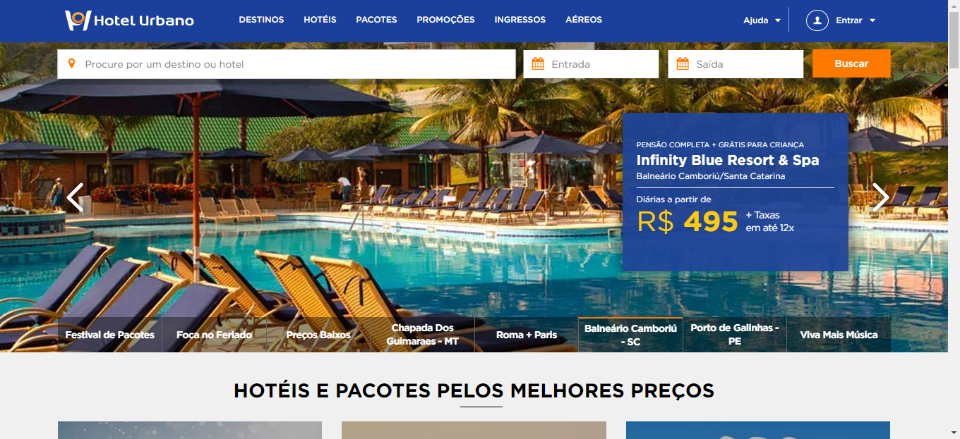 Hotel Urbano
DESTINOS HOTÉIS PACOTES PROMOÇÕES INGRESSOS AÉREOS
Ajuda
Entrar
Procure por um destino ou hotel
Entrada
Saída
Buscar
PENSÃO COMPLETA + GRÁTIS PARA CRIANÇA
Infinity Blue Resort & Spa
Balneário Camboriú/Santa Catarina
Diárias a partir de
R$ 495
+ Taxas
em até 12x
Festival de Pacotes
Foca no Feriado
Preços Baixos
Chapada Dos
Guimaraes - MT
Roma + Paris
Balneário Camboriú
- SC
Porto de Galinhas -
PE
Viva Mais Música
HOTÉIS E PACOTES PELOS MELHORES PREÇOS